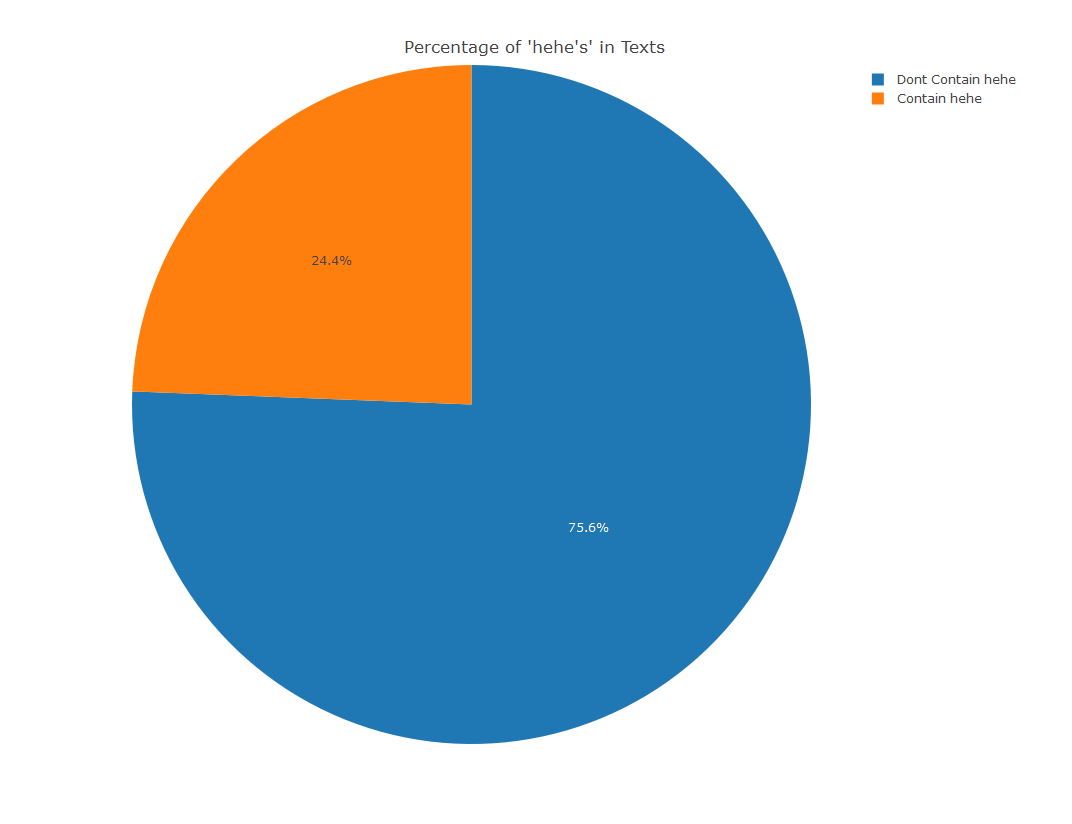 Percentage of 'hehe's' in Texts
Dont Contain hehe
Contain hehe
24.4%
75.6%